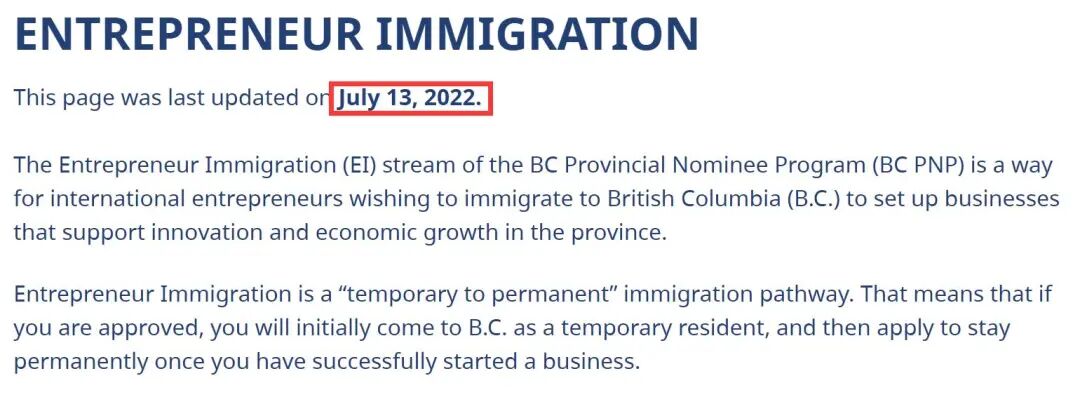 ENTREPRENEUR IMMIGRATION
This page was last updated on July 13, 2022.
The Entrepreneur Immigration (EI) stream of the BC Provincial Nominee Program (BC PNP) is a way
for international entrepreneurs wishing to immigrate to British Columbia (B.C.) to set up businesses
that support innovation and economic growth in the province.
Entrepreneur Immigration is a “temporary to permanent” immigration pathway. That means that if
you are approved, you will initially come to B.C. as a temporary resident, and then apply to stay
permanently once you have successfully started a business.